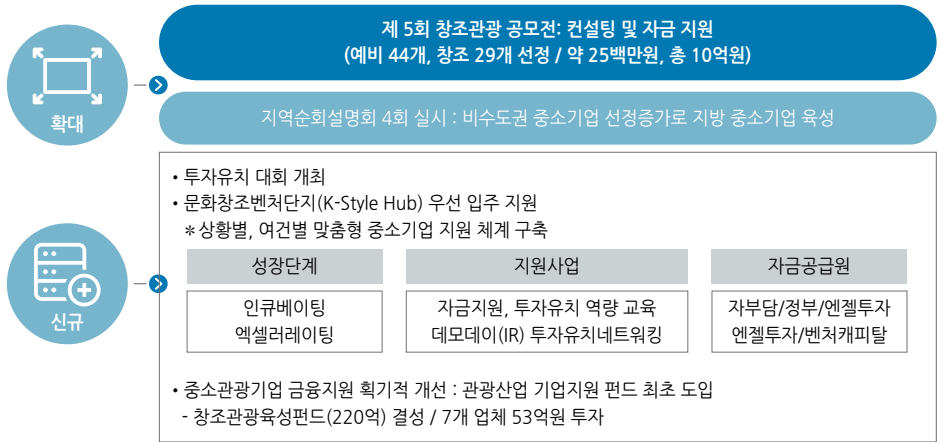 제 5회 창조관광 공모전: 컨설팅 및 자금 지원
(예비 44개, 창조 29개 선정 / 약 25백만원, 총 10억원)
확대
지역순회설명회 4회 실시 : 비수도권 중소기업 선정증가로 지방 중소기업 육성
• 투자유치 대회 개최
• 문화창조벤처단지(K-Style Hub) 우선 입주 지원
＊상황별, 여건별 맞춤형 중소기업 지원 체계 구축
신규
성장단계 지원사업 자금공급원
인큐베이팅 자금지원, 투자유치 역량 교육 자부담/정부/엔젤투자
엑셀러레이팅 데모데이(IR) 투자유치네트워킹 엔젤투자/벤처캐피탈
• 중소관광기업 금융지원 획기적 개선 : 관광산업 기업지원 펀드 최초 도입
- 창조관광육성펀드(220억) 결성 / 7개 업체 53억원 투자